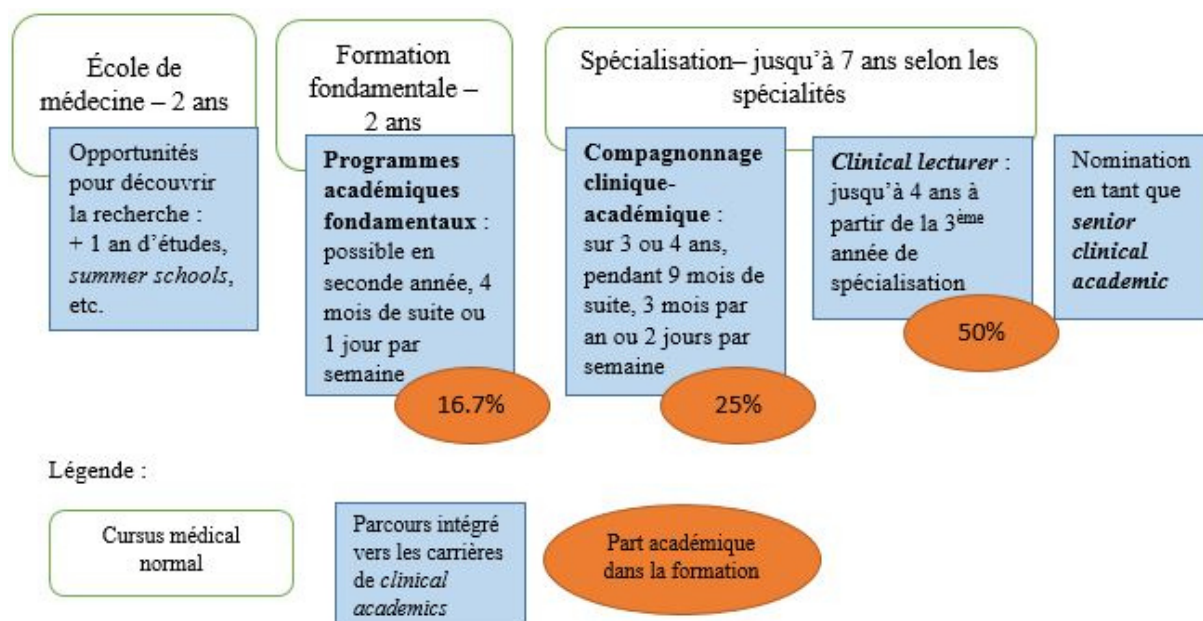 École de
médecine – 2 ans
Opportunités
pour découvrir
la recherche :
+ 1 an d’études,
summer schools,
etc.
Formation
fondamentale –
2 ans
Programmes
académiques
fondamentaux :
possible en
seconde année, 4
mois de suite ou
1 jour par
semaine
16.7%
Spécialisation– jusqu’à 7 ans selon les
spécialités
Compagnonnage
clinique-
académique :
sur 3 ou 4 ans,
pendant 9 mois de
suite, 3 mois par
an ou 2 jours par
semaine
25%
Clinical lecturer :
jusqu’à 4 ans à
partir de la 3ème
année de
spécialisation
50%
Nomination
en tant que
senior
clinical
academic
Légende :
Cursus médical
normal
Parcours intégré
vers les carrières
de clinical
academics
Part académique
dans la formation